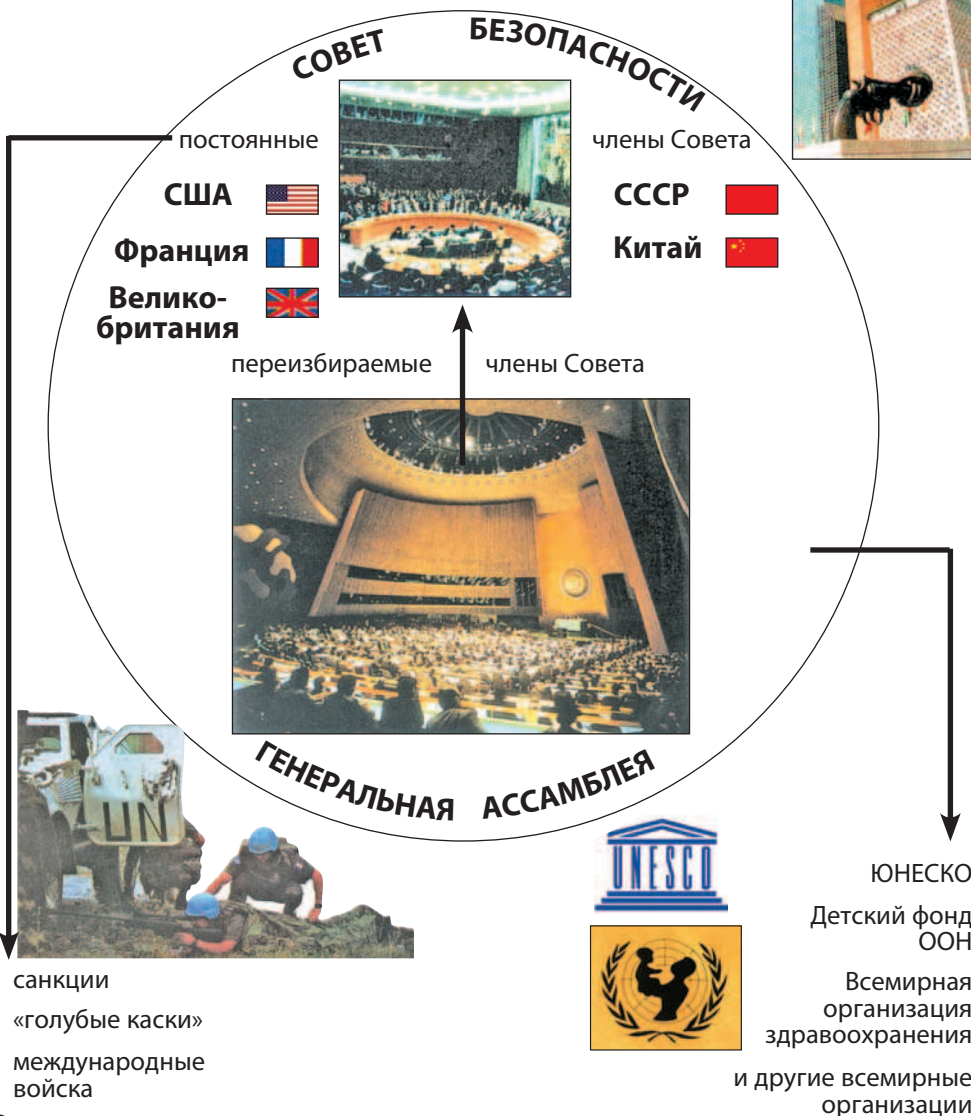 СОВЕТ БЕЗОПАСНОСТИ
постоянные члены Совета
США
СССР
Франция
Китай
Велико-
британия
переизбираемые члены Совета
ГЕНЕРАЛЬНАЯ АССАМБЛЕЯ
UN
UNESCO
санкции
«голубые каски»
международные
войска
ЮНЕСКО
Детский фонд
ООН
Всемирная
организация
здравоохранения
и другие всемирные
организации